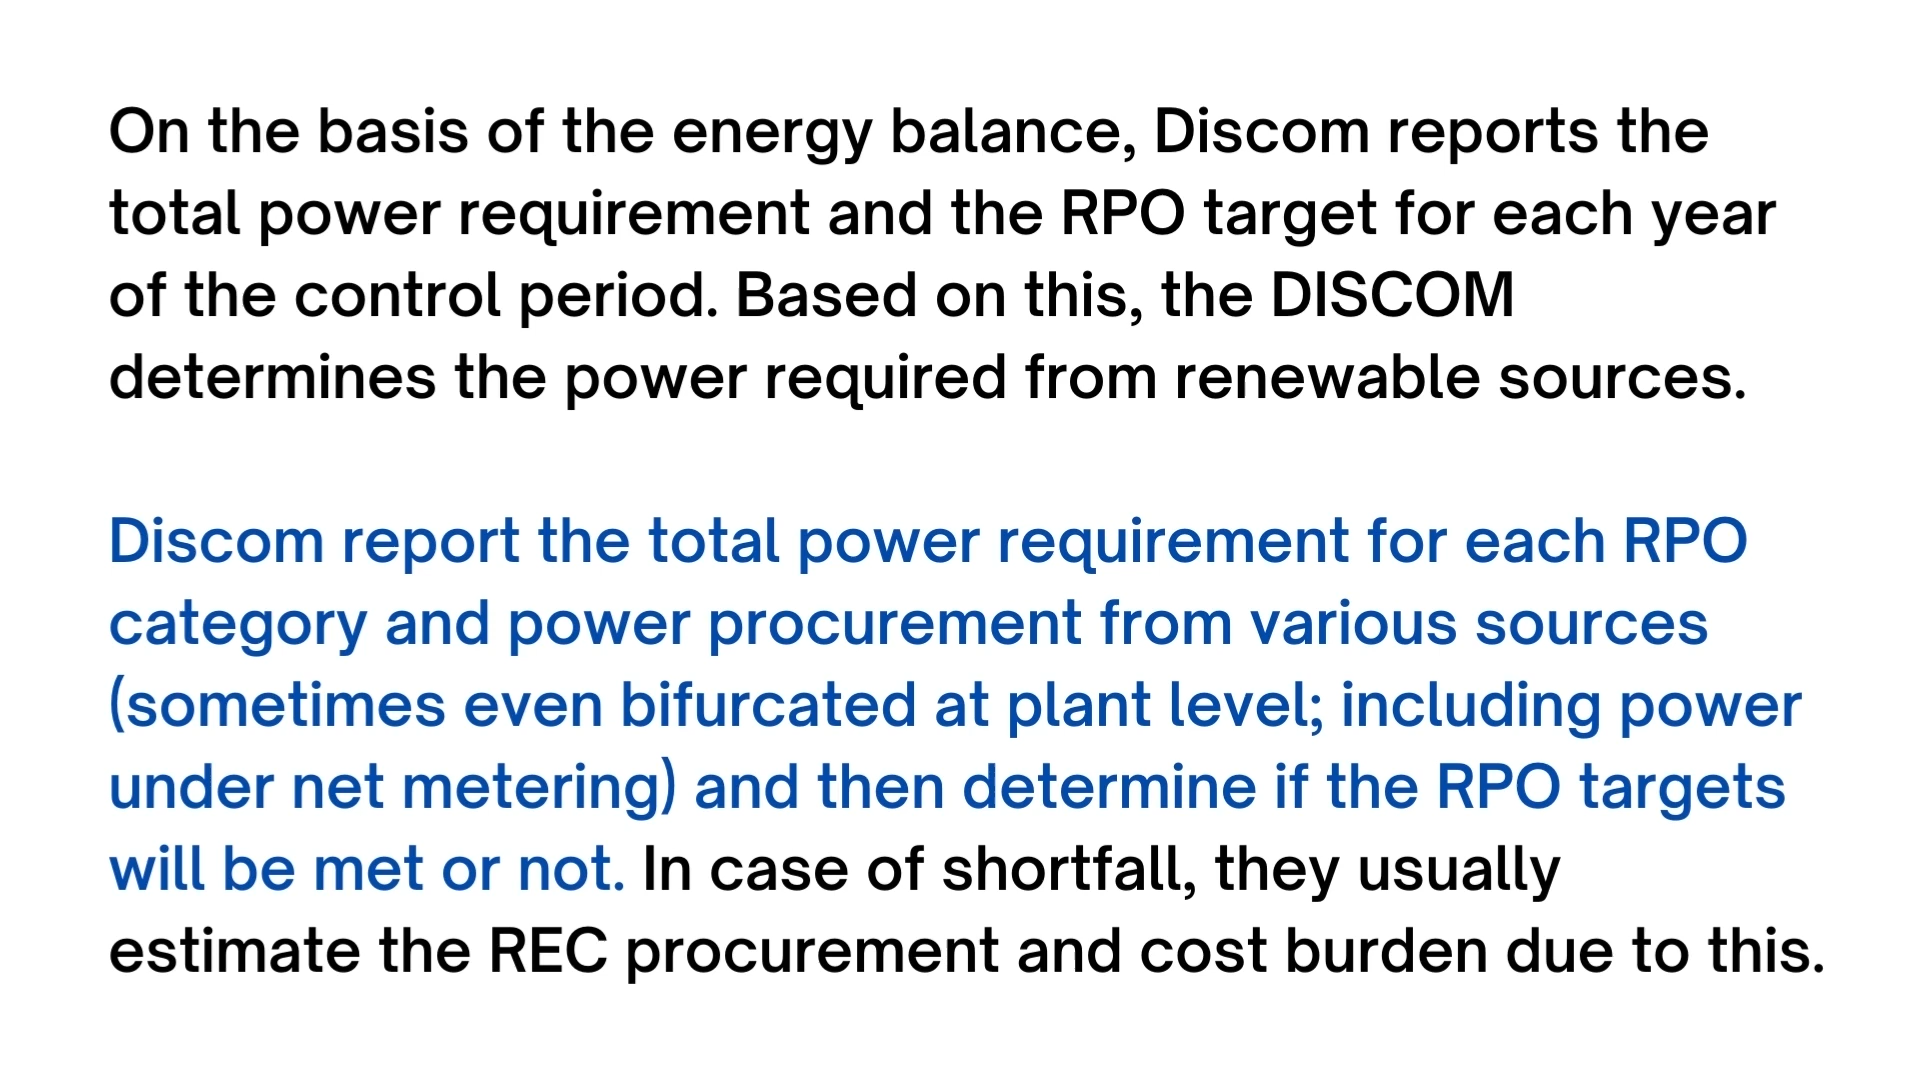 On the basis of the energy balance, Discom reports the
total power requirement and the RPO target for each year
of the control period. Based on this, the DISCOM
determines the power required from renewable sources.
Discom report the total power requirement for each RPO
category and power procurement from various sources
(sometimes even bifurcated at plant level; including power
under net metering) and then determine if the RPO targets
will be met or not. In case of shortfall, they usually
estimate the REC procurement and cost burden due to this.